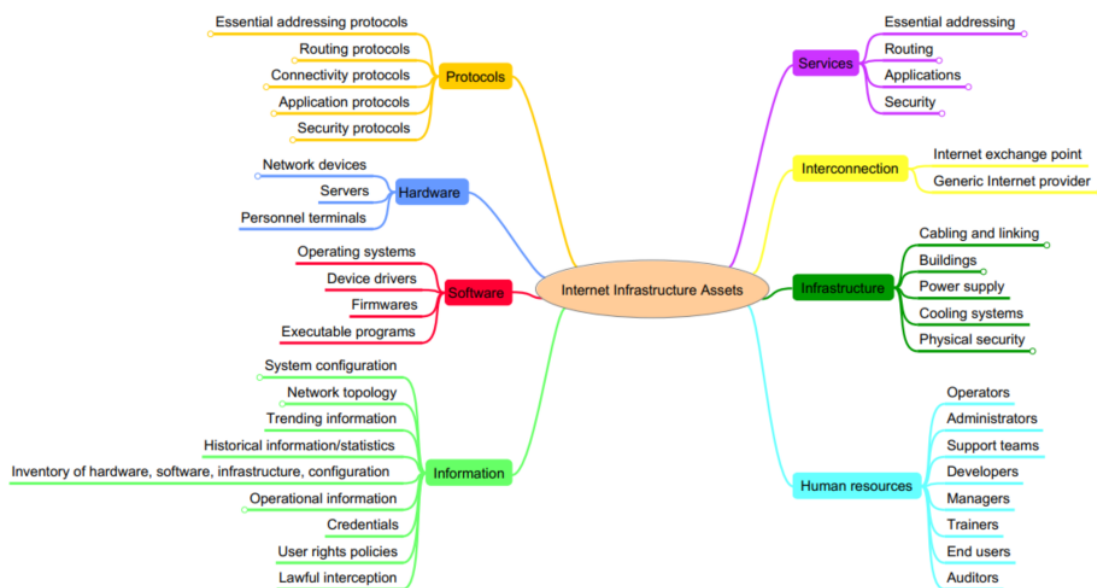 Essential addressing protocols
Routing protocols
Connectivity protocols
Application protocols
Security protocols
Protocols
Network devices
Servers
Personnel terminals
Hardware
Operating systems
Device drivers
Firmwares
Executable programs
Software
System configuration
Network topology
Trending information
Historical information/statistics
Inventory of hardware, software, infrastructure, configuration
Operational information
Credentials
User rights policies
Lawful interception
Information
Internet Infrastructure Assets
Services
Essential addressing
Routing
Applications
Security
Interconnection
Internet exchange point
Generic Internet provider
Infrastructure
Cabling and linking
Buildings
Power supply
Cooling systems
Physical security
Human resources
Operators
Administrators
Support teams
Developers
Managers
Trainers
End users
Auditors